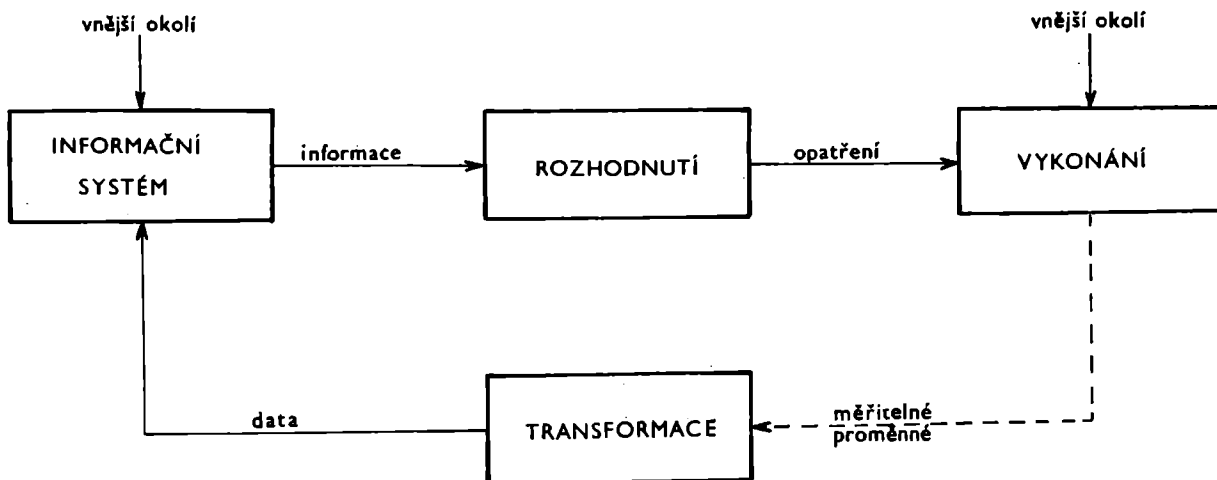 vnější okolí
vnější okolí
INFORMAČNÍ
SYSTÉM
informace
ROZHODNUTÍ
opatření
VYKONÁNÍ
data
TRANSFORMACE
měřitelné
proměnné